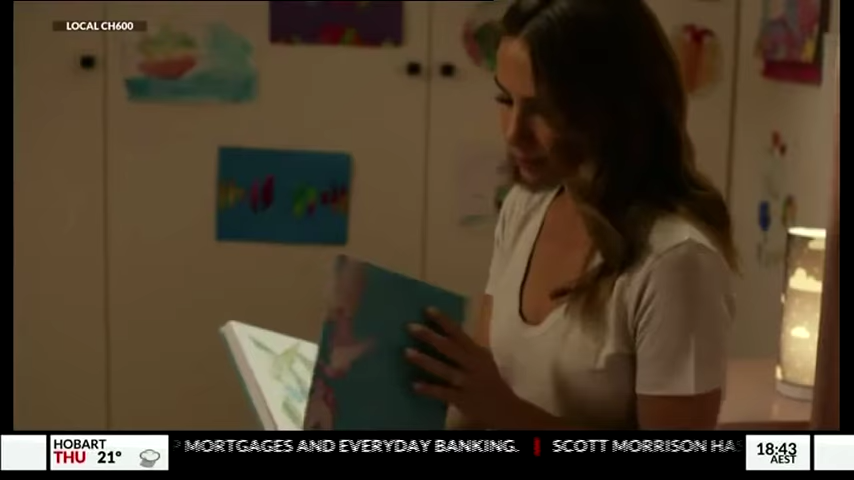 LOCAL CH600
HOBART
THU 21°
MORTGAGES AND EVERYDAY BANKING. | SCOTT MORRISON HA
18:43
AEST